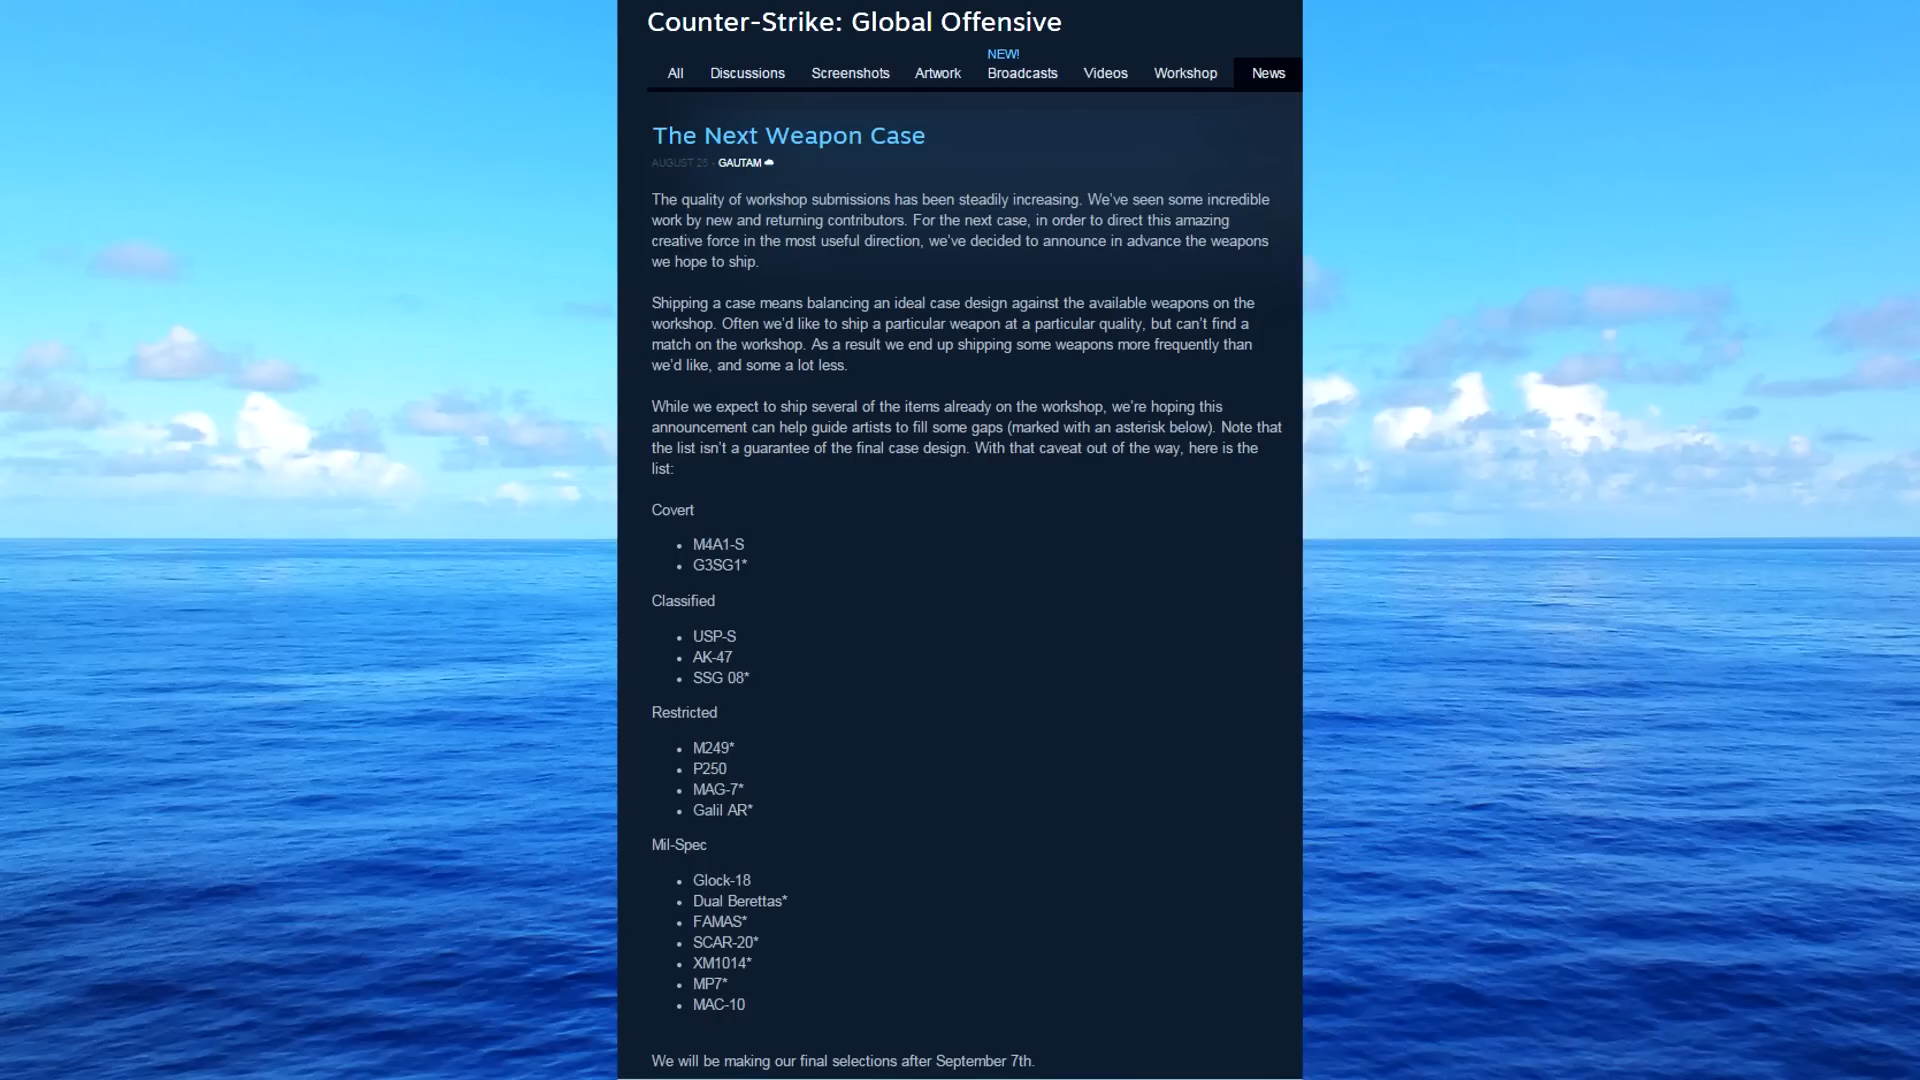 Counter-Strike: Global Offensive
NEW!
All Discussions Screenshots Artwork Broadcasts Videos Workshop News
The Next Weapon Case
AUGUST 25 - GAUTAM
The quality of workshop submissions has been steadily increasing. We've seen some incredible
work by new and returning contributors. For the next case, in order to direct this amazing
creative force in the most useful direction, we've decided to announce in advance the weapons
we hope to ship.
Shipping a case means balancing an ideal case design against the available weapons on the
workshop. Often we'd like to ship a particular weapon at a particular quality, but can't find a
match on the workshop. As a result we end up shipping some weapons more frequently than
we'd like, and some a lot less.
While we expect to ship several of the items already on the workshop, we're hoping this
announcement can help guide artists to fill some gaps (marked with an asterisk below). Note that
the list isn't a guarantee of the final case design. With that caveat out of the way, here is the
list:
Covert
• M4A1-S
• G3SG1*
Classified
• USP-S
• AK-47
• SSG 08*
Restricted
• M249*
• P250
• MAG-7*
• Galil AR*
Mil-Spec
• Glock-18
• Dual Berettas*
• FAMAS*
• SCAR-20*
• XM1014*
• MP7*
• MAC-10
We will be making our final selections after September 7th.